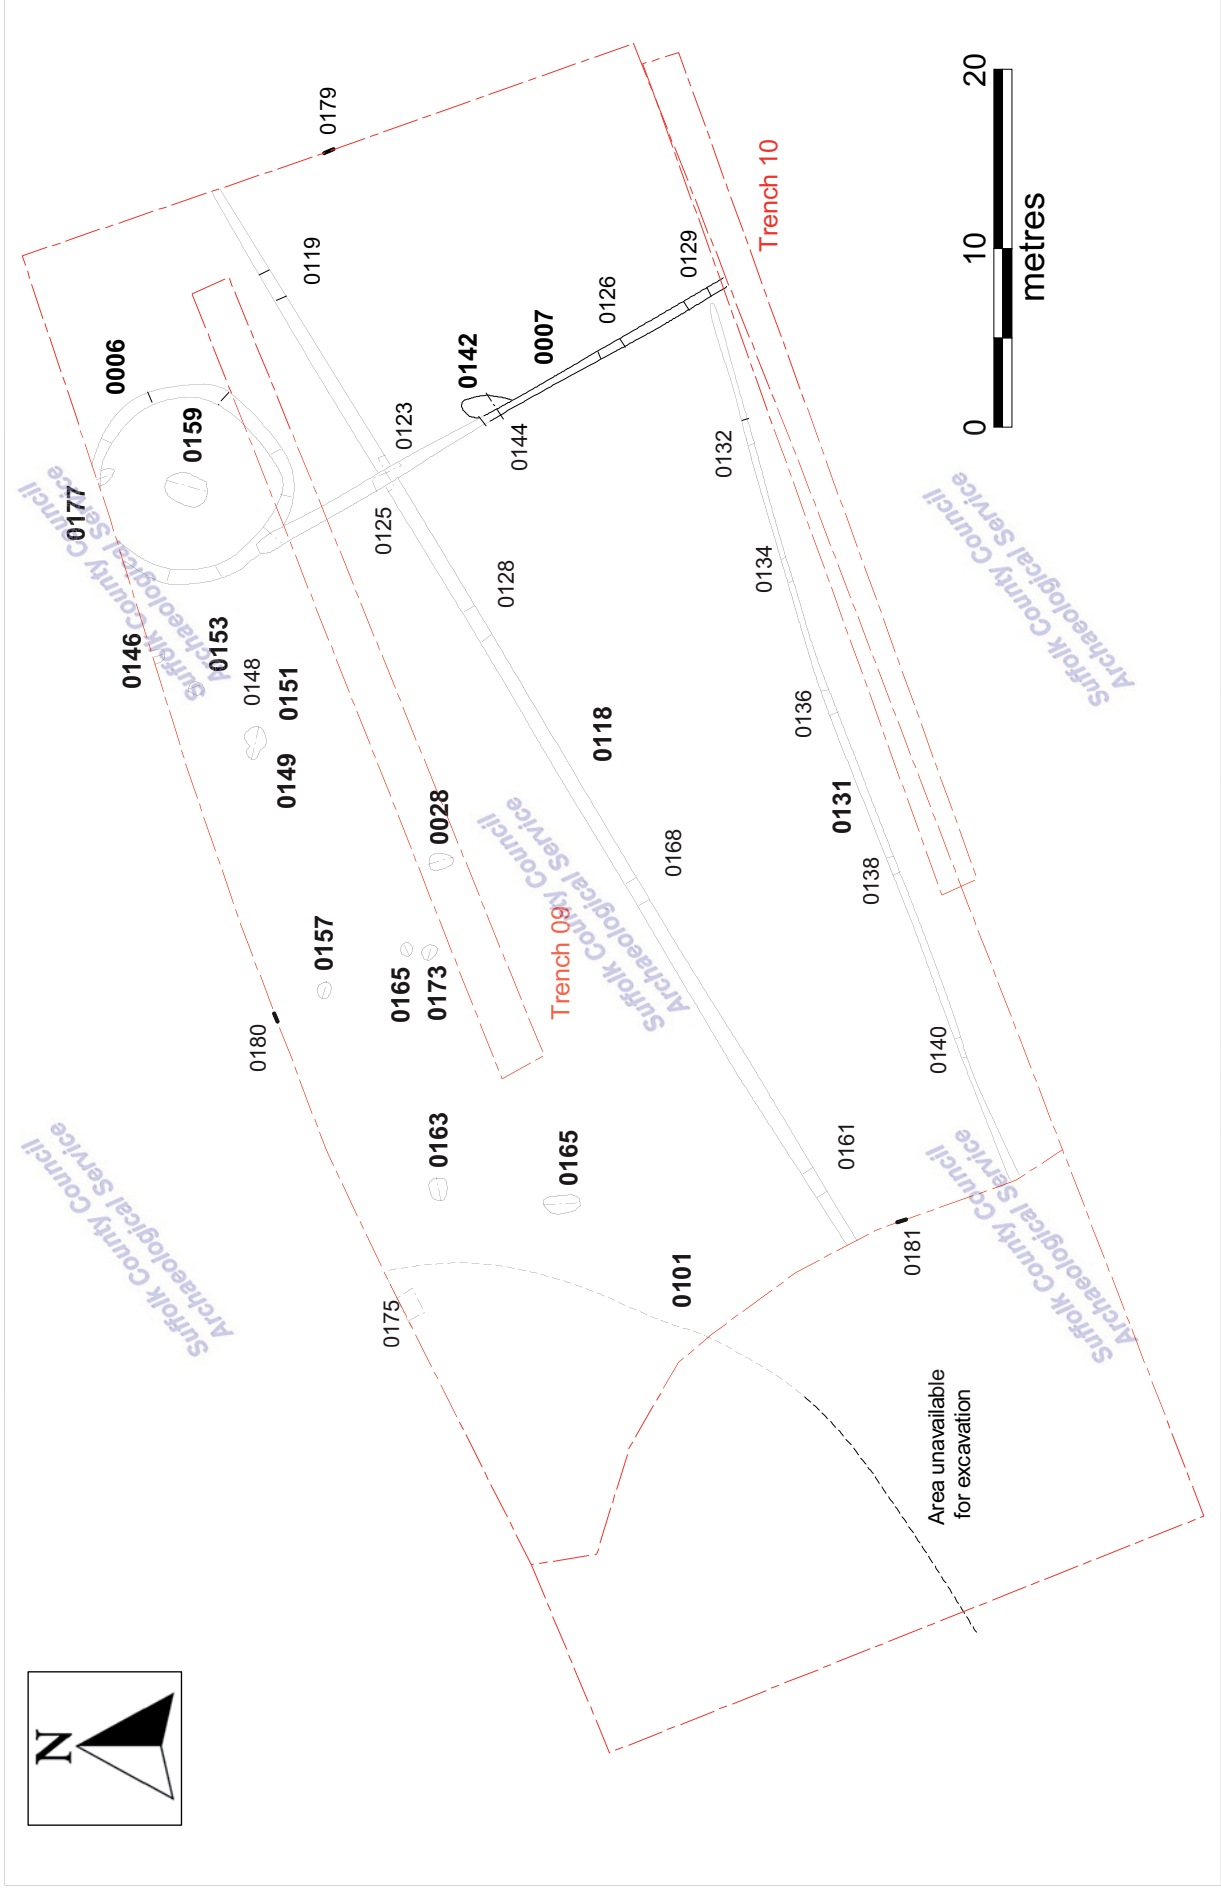 0179
0119
0006
0159
0177
0123
0125
0142
0007
0144
0126
0129
Trench 10
0132
0134
0136
0131
0138
0140
0128
0118
0168
0146
0153
0148
0151
0149
0028
Trench 09
0157
0165
0173
0180
0163
0165
0161
0181
0101
0175
Area unavailable
for excavation
0 10 20
metres
N
Suffolk County Council
Archaeological Service
Suffolk County Council
Archaeological Service
Suffolk County Council
Archaeological Service
Suffolk County Council
Archaeological Service
Suffolk County Council
Archaeological Service